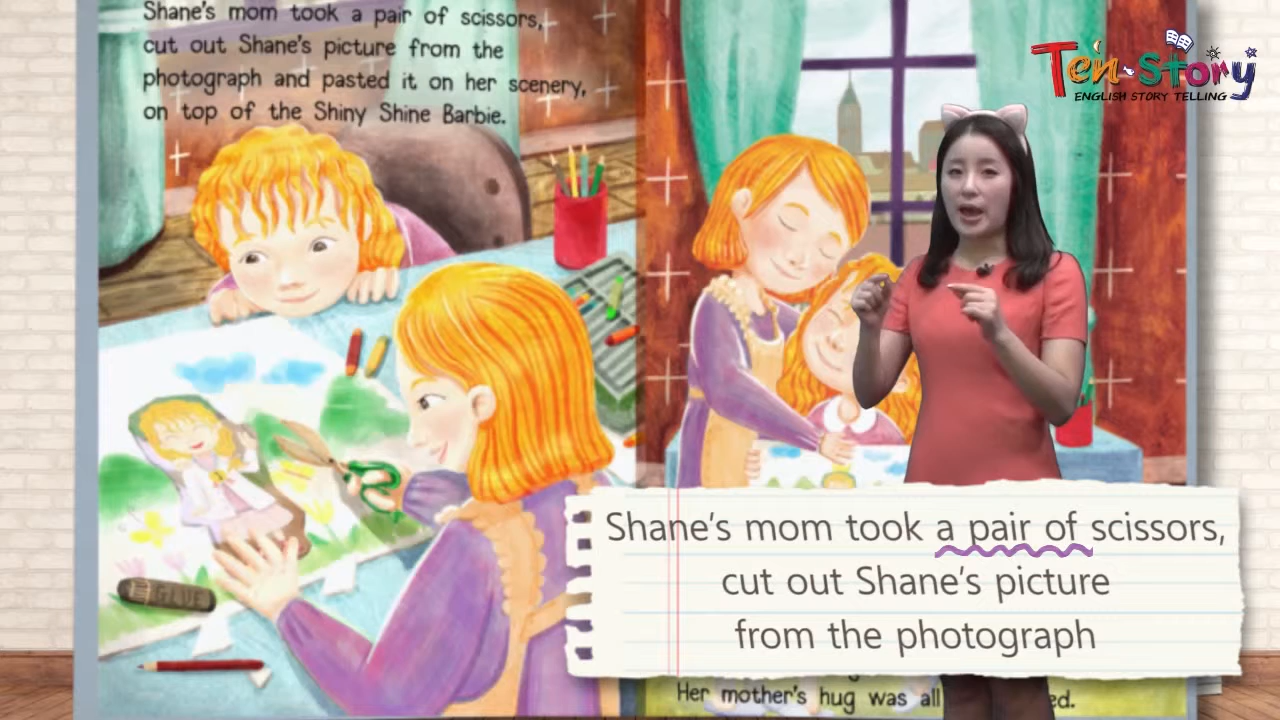 Shane's mom took a pair of scissors,
cut out Shane's picture from the
photograph and pasted it on her scenery,
on top of the Shiny Shine Barbie.
Ten Story
ENGLISH STORY TELLING
GLUE
Shane's mom took a pair of scissors,
cut out Shane's picture
from the photograph
Her mother's hug was all